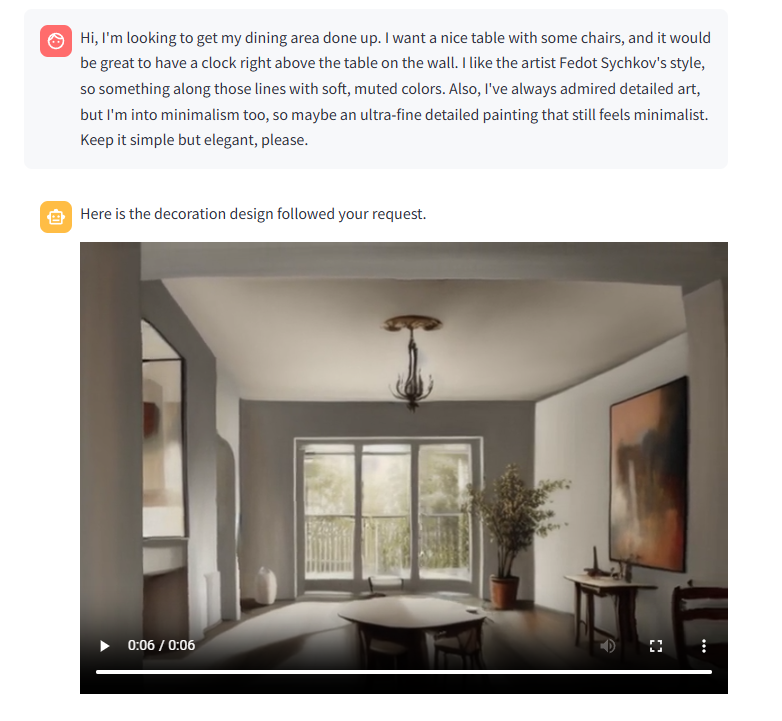 Hi, I'm looking to get my dining area done up. I want a nice table with some chairs, and it would
be great to have a clock right above the table on the wall. I like the artist Fedot Sychkov's style,
so something along those lines with soft, muted colors. Also, I've always admired detailed art,
but I'm into minimalism too, so maybe an ultra-fine detailed painting that still feels minimalist.
Keep it simple but elegant, please.
Here is the decoration design followed your request.
0:06 / 0:06